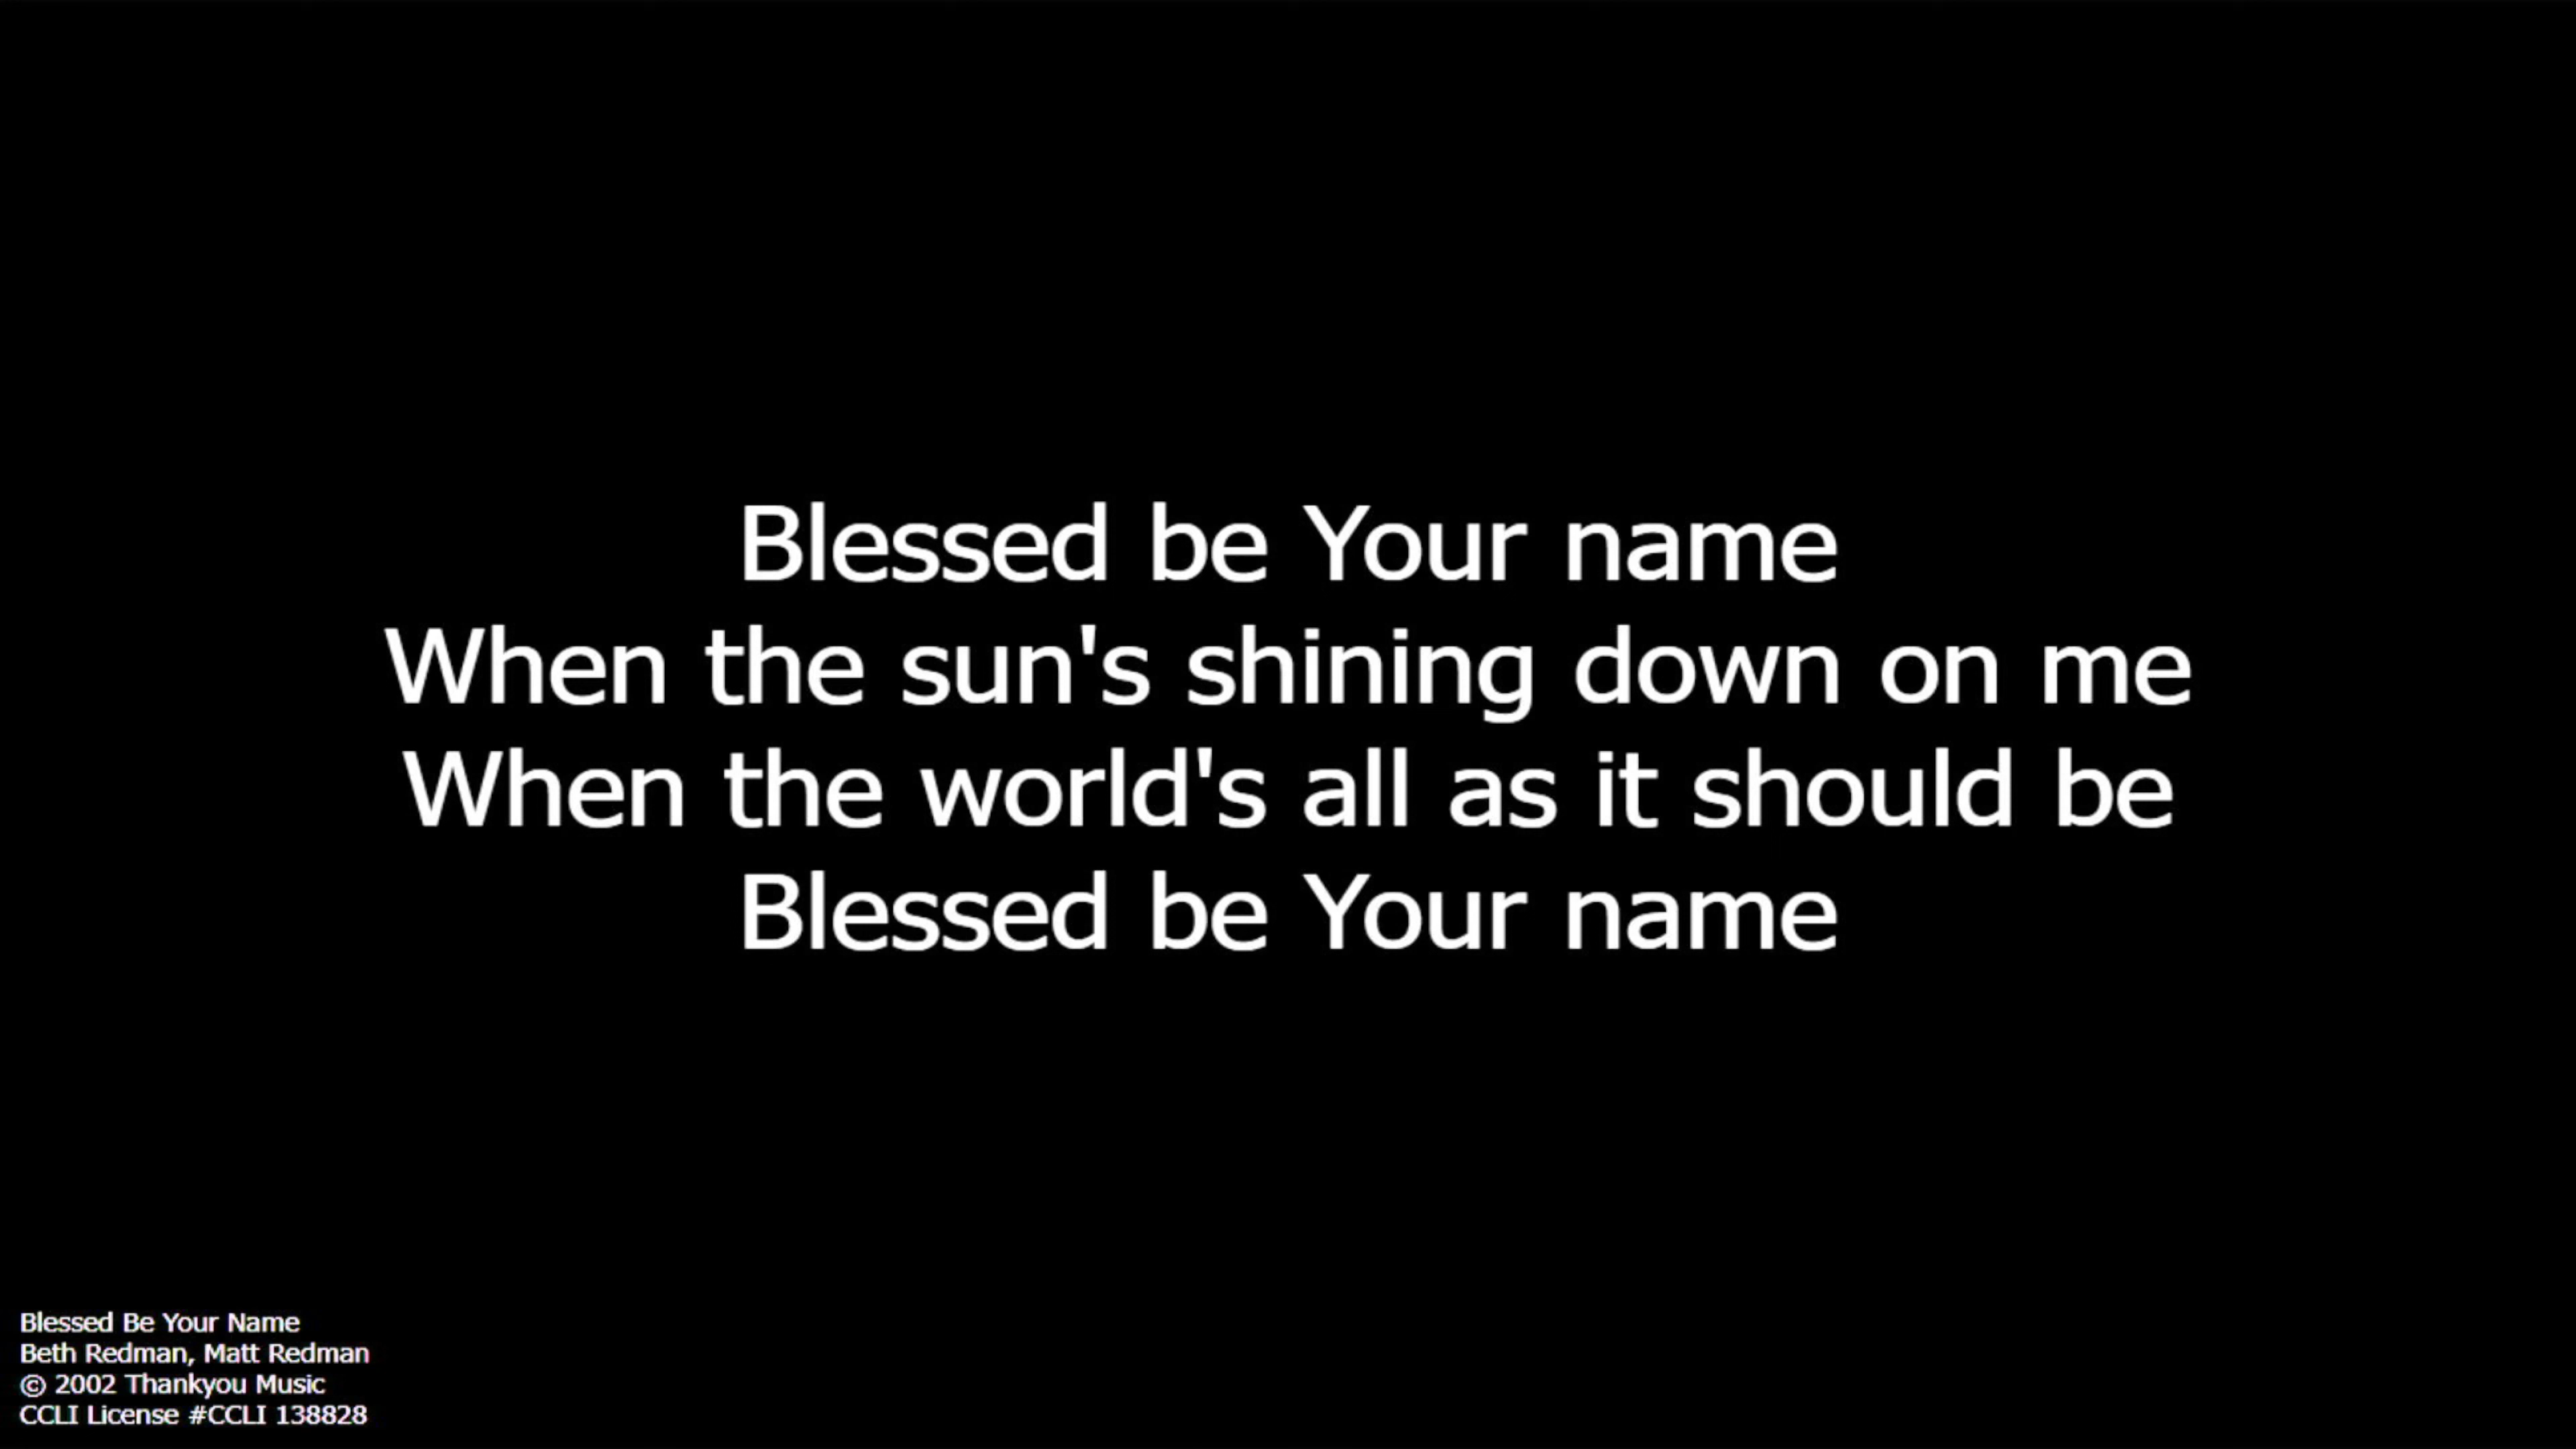 Blessed be Your name
When the sun's shining down on me
When the world's all as it should be
Blessed be Your name
Blessed Be Your Name
Beth Redman, Matt Redman
© 2002 Thankyou Music
CCLI License #CCLI 138828